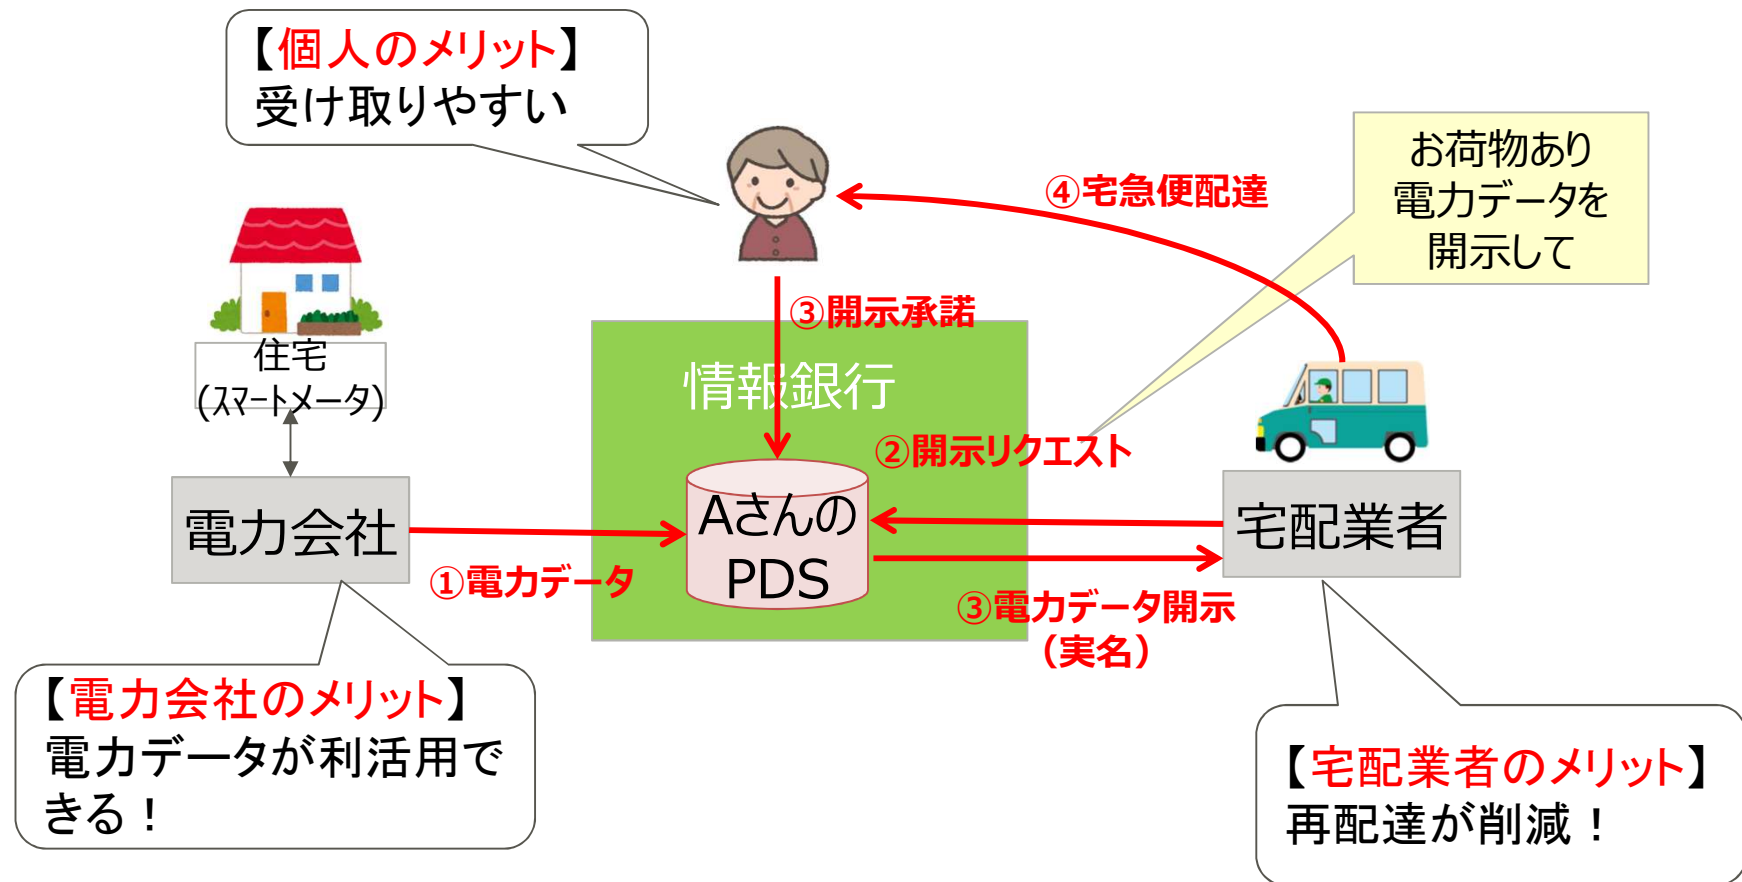 【個人のメリット】
受け取りやすい
お荷物あり
電力データを
開示して
④宅急便配達
③開示承諾
住宅
(スマートメータ)
情報銀行
②開示リクエスト
電力会社
Aさんの
PDS
宅配業者
①電力データ
③電力データ開示
（実名）
【電力会社のメリット】
電力データが利活用で
きる！
【宅配業者のメリット】
再配達が削減！